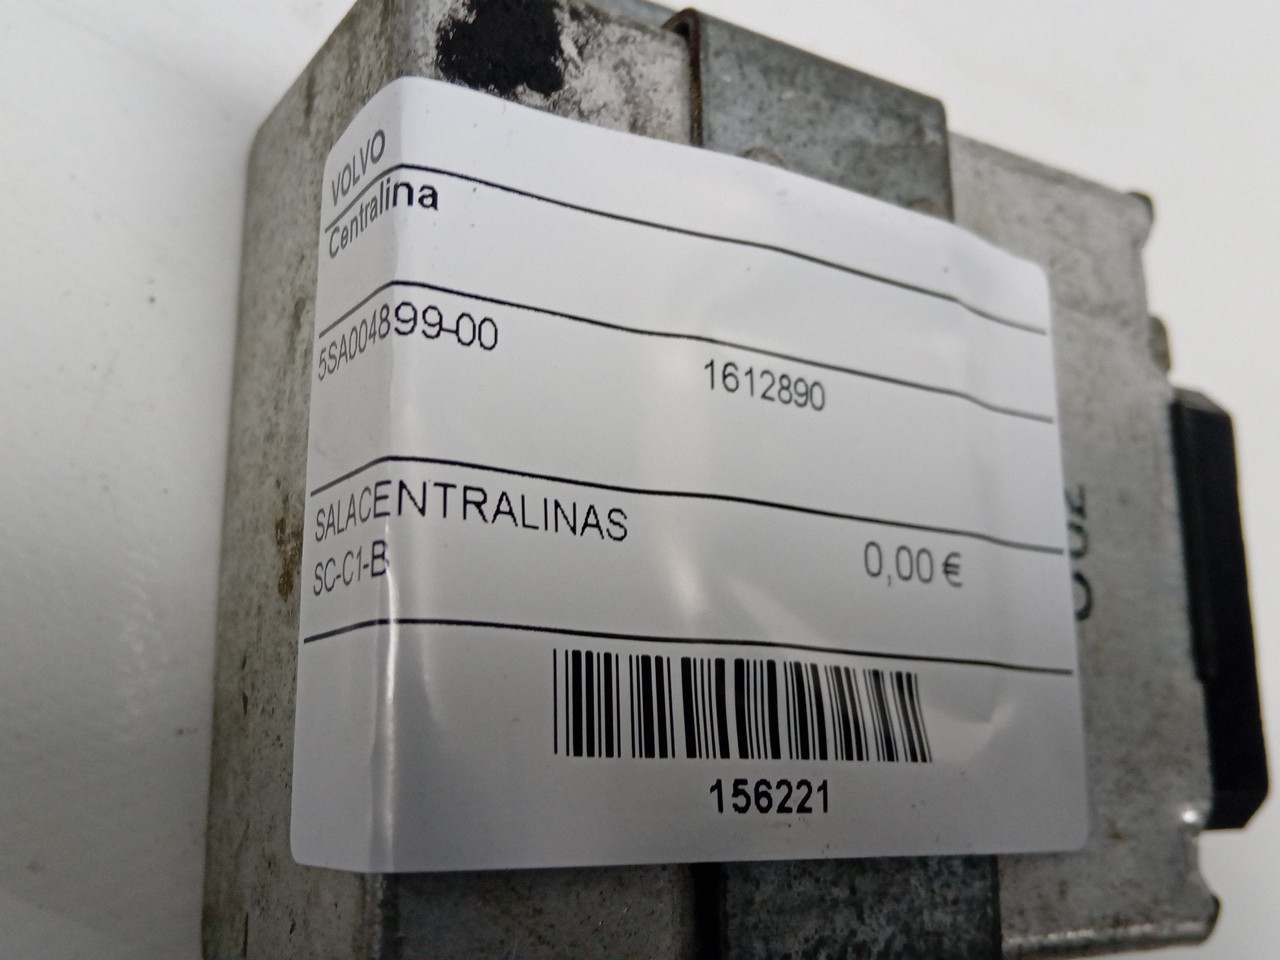 VOLVO
Centralina
5SA004899-00
1612890
SALACENTRALINAS
SC-C1-B
0,00 €
156221